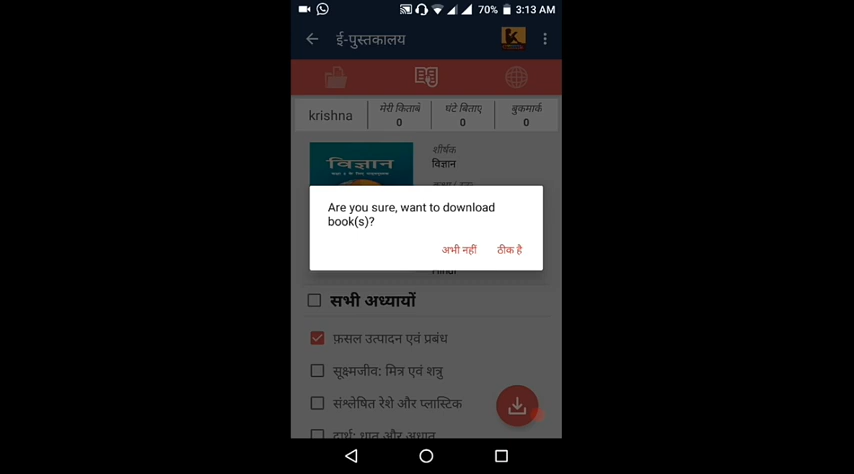 70% 3:13 AM
ई-पुस्तकालय
krishna
मेरी किताबें
0
घंटे बिताए
0
बुकमार्क
0
विज्ञान
शीर्षक
विज्ञान
Are you sure, want to download
book(s)?
अभी नहीं ठीक है
Hindi
सभी अध्यायों
फ़सल उत्पादन एवं प्रबंध
सूक्ष्मजीव: मित्र एवं शत्रु
संश्लेषित रेशे और प्लास्टिक